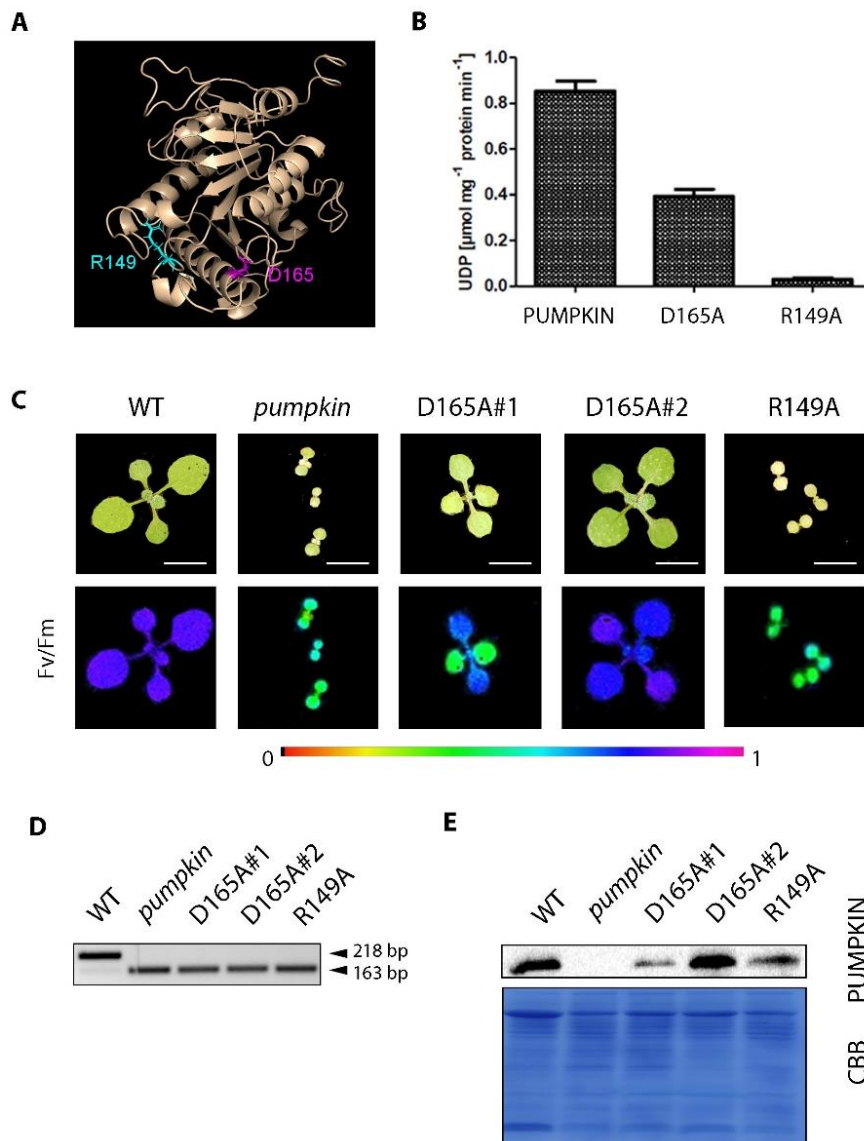 A
R149
D165
B
UDP [µmol mg⁻¹ protein min⁻¹]
1.0
0.8
0.6
0.4
0.2
0.0
PUMPKIN D165A R149A
C
WT pumpkin D165A#1 D165A#2 R149A
Fv/Fm
0 1
D
WT pumpkin D165A#1 D165A#2 R149A
218 bp
163 bp
E
WT pumpkin D165A#1 D165A#2 R149A
PUMPKIN
CBB